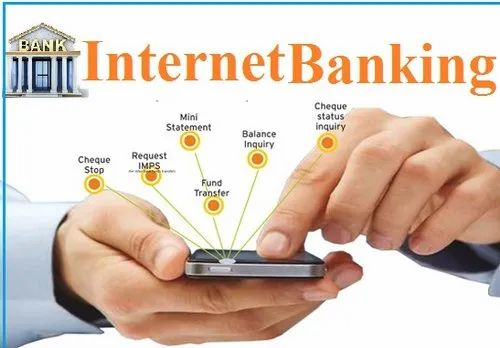 BANK
InternetBanking
Cheque
status
inquiry
Mini
Statement
Balance
Inquiry
Request
IMPS
Cheque
Stop
Fund
Transfer